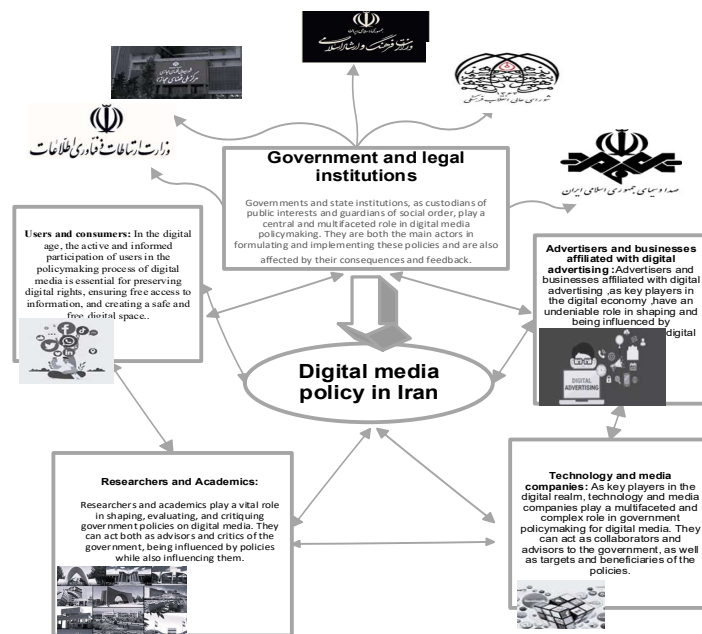 جمهوری اسلامی ایران
وزارت فرهنگ و ارشاد اسلامی
مرکز ملی فضای مجازی
شورای عالی انقلاب فرهنگی
وزارت ارتباطات و فناوری اطلاعات
صدا و سیمای جمهوری اسلامی ایران
Government and legal
institutions
Governments and state institutions, as custodians of
public interests and guardians of social order, play a
central and multifaceted role in digital media
policymaking. They are both the main actors in
formulating and implementing these policies and are also
affected by their consequences and feedback.
Users and consumers: In the digital
age, the active and informed
participation of users in the
policymaking process of digital
media is essential for preserving
digital rights, ensuring free access to
information, and creating a safe and
free digital space..
Advertisers and businesses
affiliated with digital
advertising :Advertisers and
businesses affiliated with digital
advertising ,as key players in
the digital economy ,have an
undeniable role in shaping and
being influenced by
digital
DIGITAL
ADVERTISING
Digital media
policy in Iran
Researchers and Academics:
Researchers and academics play a vital role
in shaping, evaluating, and critiquing
government policies on digital media. They
can act both as advisors and critics of the
government, being influenced by policies
while also influencing them.
Technology and media
companies: As key players in the
digital realm, technology and media
companies play a multifaceted and
complex role in government
policymaking for digital media. They
can act as collaborators and
advisors to the government, as well
as targets and beneficiaries of the
policies.